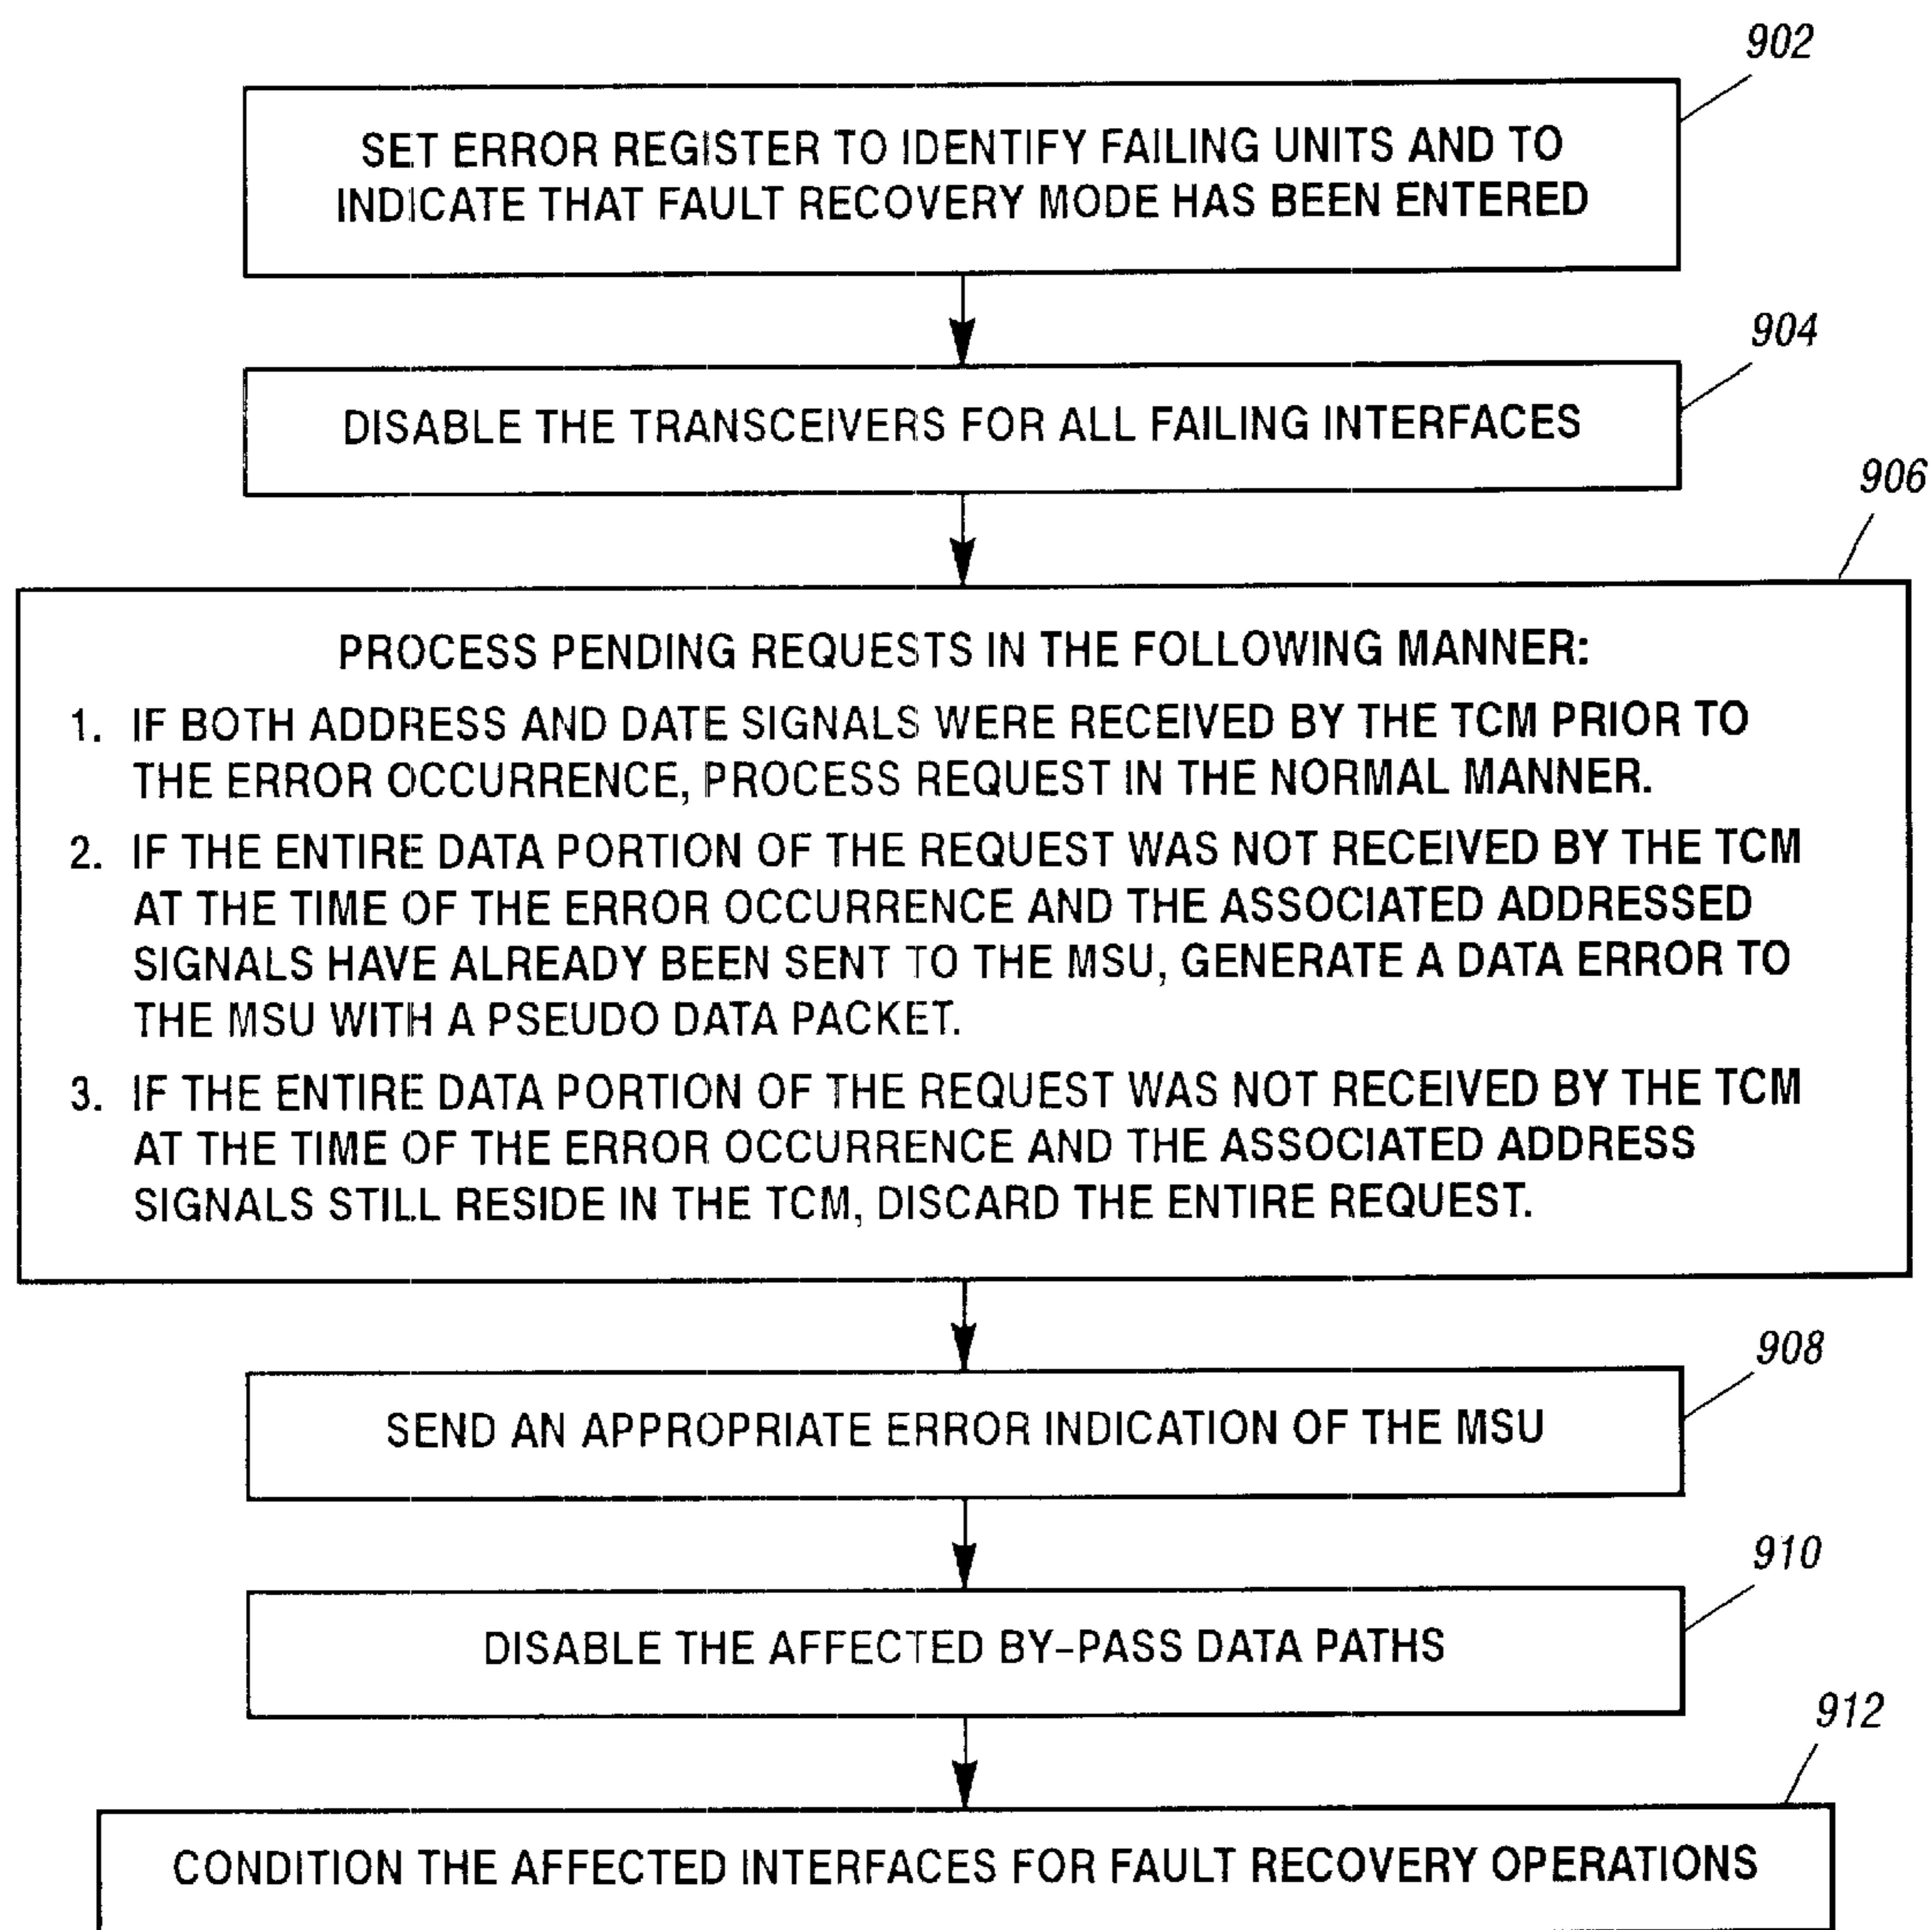 902
SET ERROR REGISTER TO IDENTIFY FAILING UNITS AND TO
INDICATE THAT FAULT RECOVERY MODE HAS BEEN ENTERED
904
DISABLE THE TRANSCEIVERS FOR ALL FAILING INTERFACES
906
PROCESS PENDING REQUESTS IN THE FOLLOWING MANNER:
1. IF BOTH ADDRESS AND DATE SIGNALS WERE RECEIVED BY THE TCM PRIOR TO
THE ERROR OCCURRENCE, PROCESS REQUEST IN THE NORMAL MANNER.
2. IF THE ENTIRE DATA PORTION OF THE REQUEST WAS NOT RECEIVED BY THE TCM
AT THE TIME OF THE ERROR OCCURRENCE AND THE ASSOCIATED ADDRESSED
SIGNALS HAVE ALREADY BEEN SENT TO THE MSU, GENERATE A DATA ERROR TO
THE MSU WITH A PSEUDO DATA PACKET.
3. IF THE ENTIRE DATA PORTION OF THE REQUEST WAS NOT RECEIVED BY THE TCM
AT THE TIME OF THE ERROR OCCURRENCE AND THE ASSOCIATED ADDRESS
SIGNALS STILL RESIDE IN THE TCM, DISCARD THE ENTIRE REQUEST.
908
SEND AN APPROPRIATE ERROR INDICATION OF THE MSU
910
DISABLE THE AFFECTED BY-PASS DATA PATHS
912
CONDITION THE AFFECTED INTERFACES FOR FAULT RECOVERY OPERATIONS